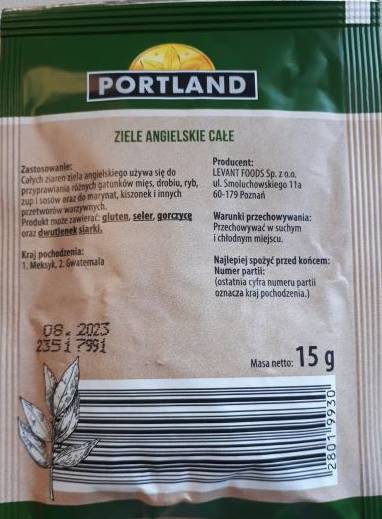 PORTLAND
ZIELE ANGIELSKIE CAŁE
Zastosowanie:
Całych ziaren ziela angielskiego używa się do
przyprawiania różnych gatunków mięs, drobiu, ryb,
zup i sosów oraz do marynat, kiszonek i innych
przetworów warzywnych.
Produkt może zawierać: gluten, seler, gorczycę
oraz dwutlenek siarki.
Kraj pochodzenia:
1. Meksyk, 2. Gwatemala
Producent:
LEVANT FOODS Sp. z o.o.
ul. Smoluchowskiego 11a
60-179 Poznań
Warunki przechowywania:
Przechowywać w suchym
i chłodnym miejscu.
Najlepiej spożyć przed końcem:
Numer partii:
(ostatnia cyfra numeru partii
oznacza kraj pochodzenia.)
08. 2023
2351 7991
Masa netto: 15 g
28019930